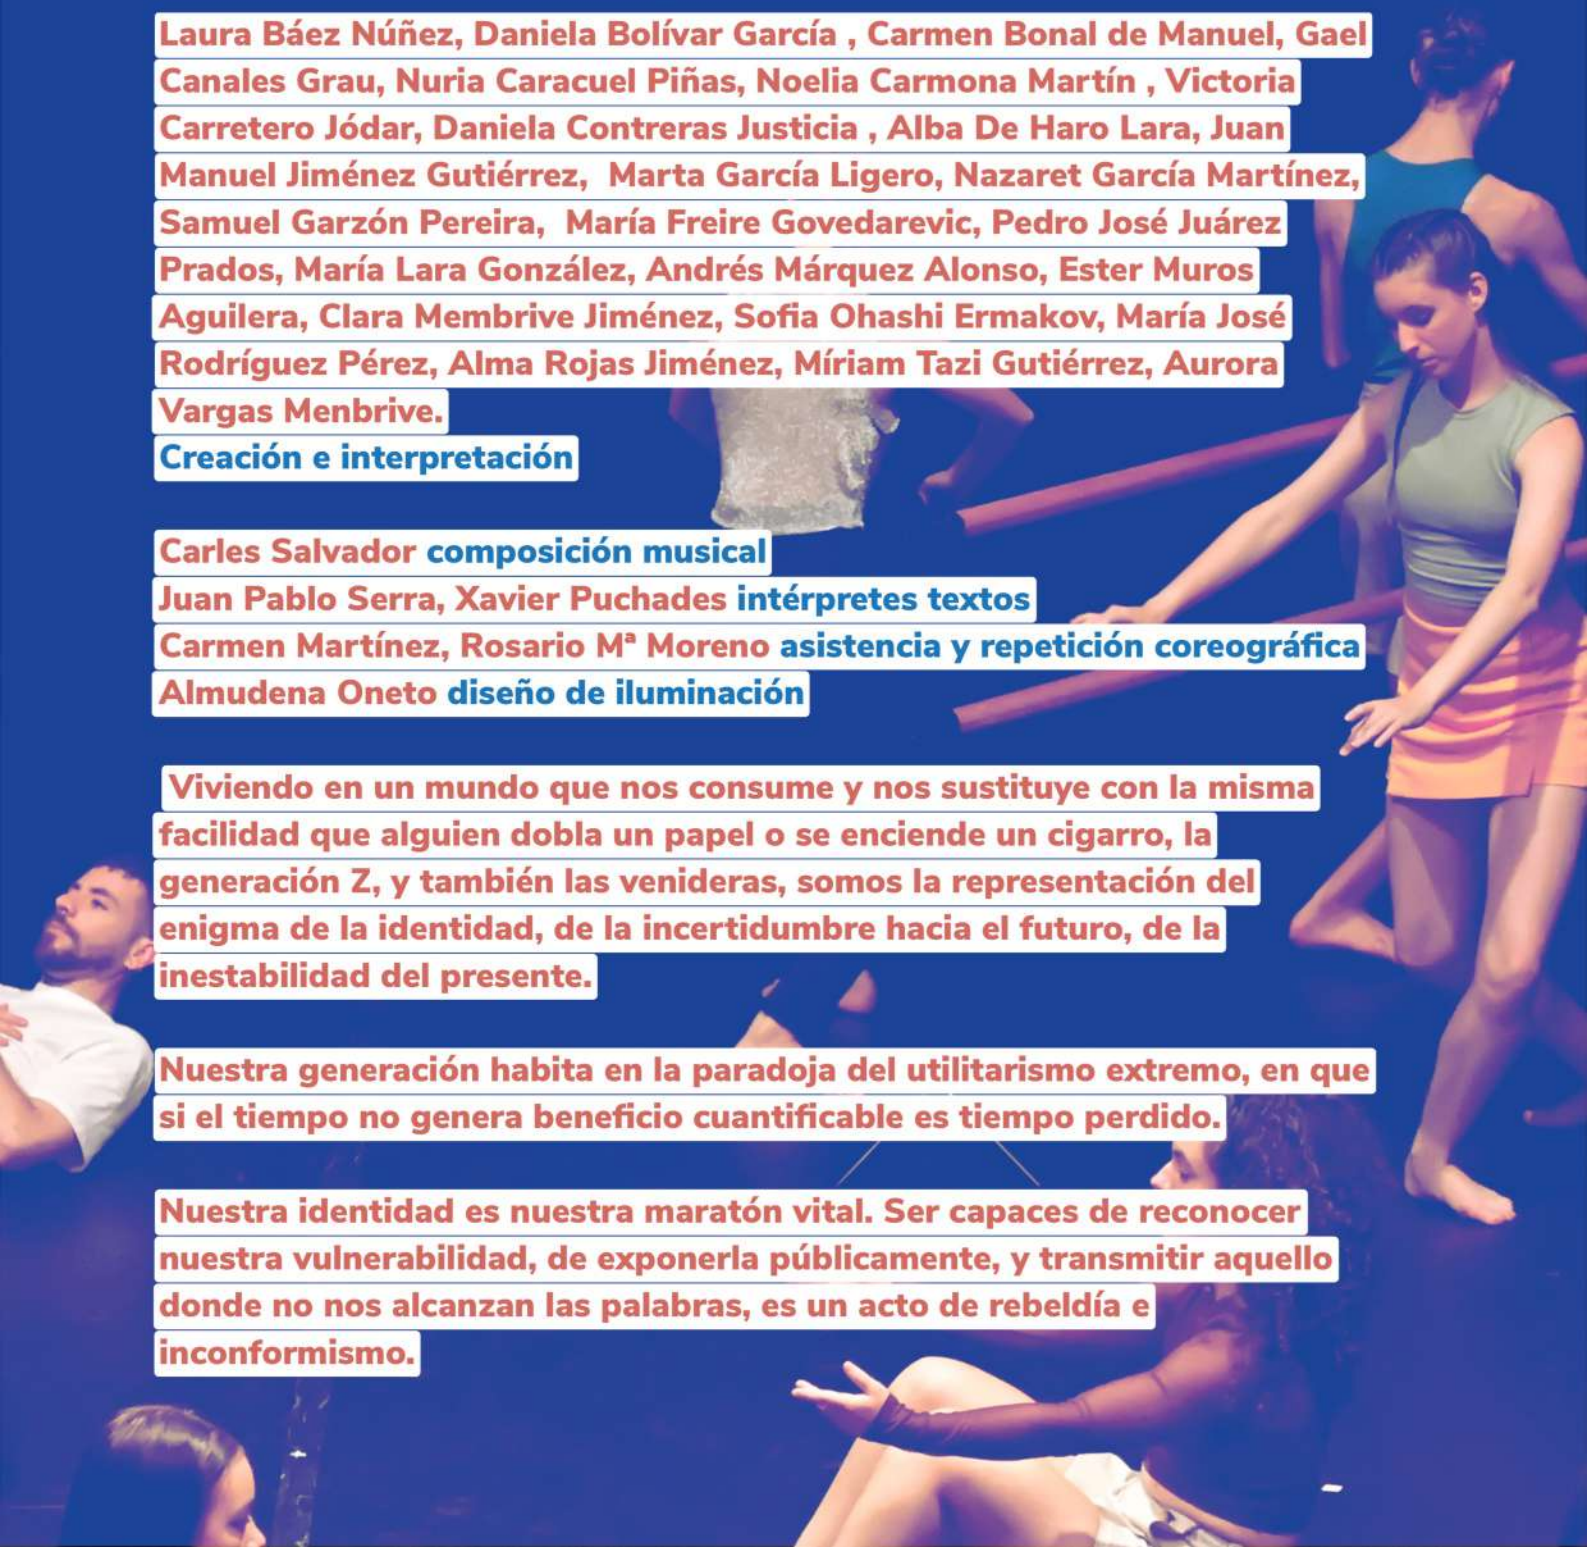 Laura Báez Núñez, Daniela Bolívar García , Carmen Bonal de Manuel, Gael
Canales Grau, Nuria Caracuel Piñas, Noelia Carmona Martín , Victoria
Carretero Jódar, Daniela Contreras Justicia , Alba De Haro Lara, Juan
Manuel Jiménez Gutiérrez,  Marta García Ligero, Nazaret García Martínez,
Samuel Garzón Pereira,  María Freire Govedarevic, Pedro José Juárez
Prados, María Lara González, Andrés Márquez Alonso, Ester Muros
Aguilera, Clara Membrive Jiménez, Sofia Ohashi Ermakov, María José
Rodríguez Pérez, Alma Rojas Jiménez, Míriam Tazi Gutiérrez, Aurora
Vargas Menbrive.
Creación e interpretación
Carles Salvador composición musical
Juan Pablo Serra, Xavier Puchades intérpretes textos
Carmen Martínez, Rosario Mª Moreno asistencia y repetición coreográfica
Almudena Oneto diseño de iluminación
Viviendo en un mundo que nos consume y nos sustituye con la misma
facilidad que alguien dobla un papel o se enciende un cigarro, la
generación Z, y también las venideras, somos la representación del
enigma de la identidad, de la incertidumbre hacia el futuro, de la
inestabilidad del presente.
Nuestra generación habita en la paradoja del utilitarismo extremo, en que
si el tiempo no genera beneficio cuantificable es tiempo perdido.
Nuestra identidad es nuestra maratón vital. Ser capaces de reconocer
nuestra vulnerabilidad, de exponerla públicamente, y transmitir aquello
donde no nos alcanzan las palabras, es un acto de rebeldía e
inconformismo.